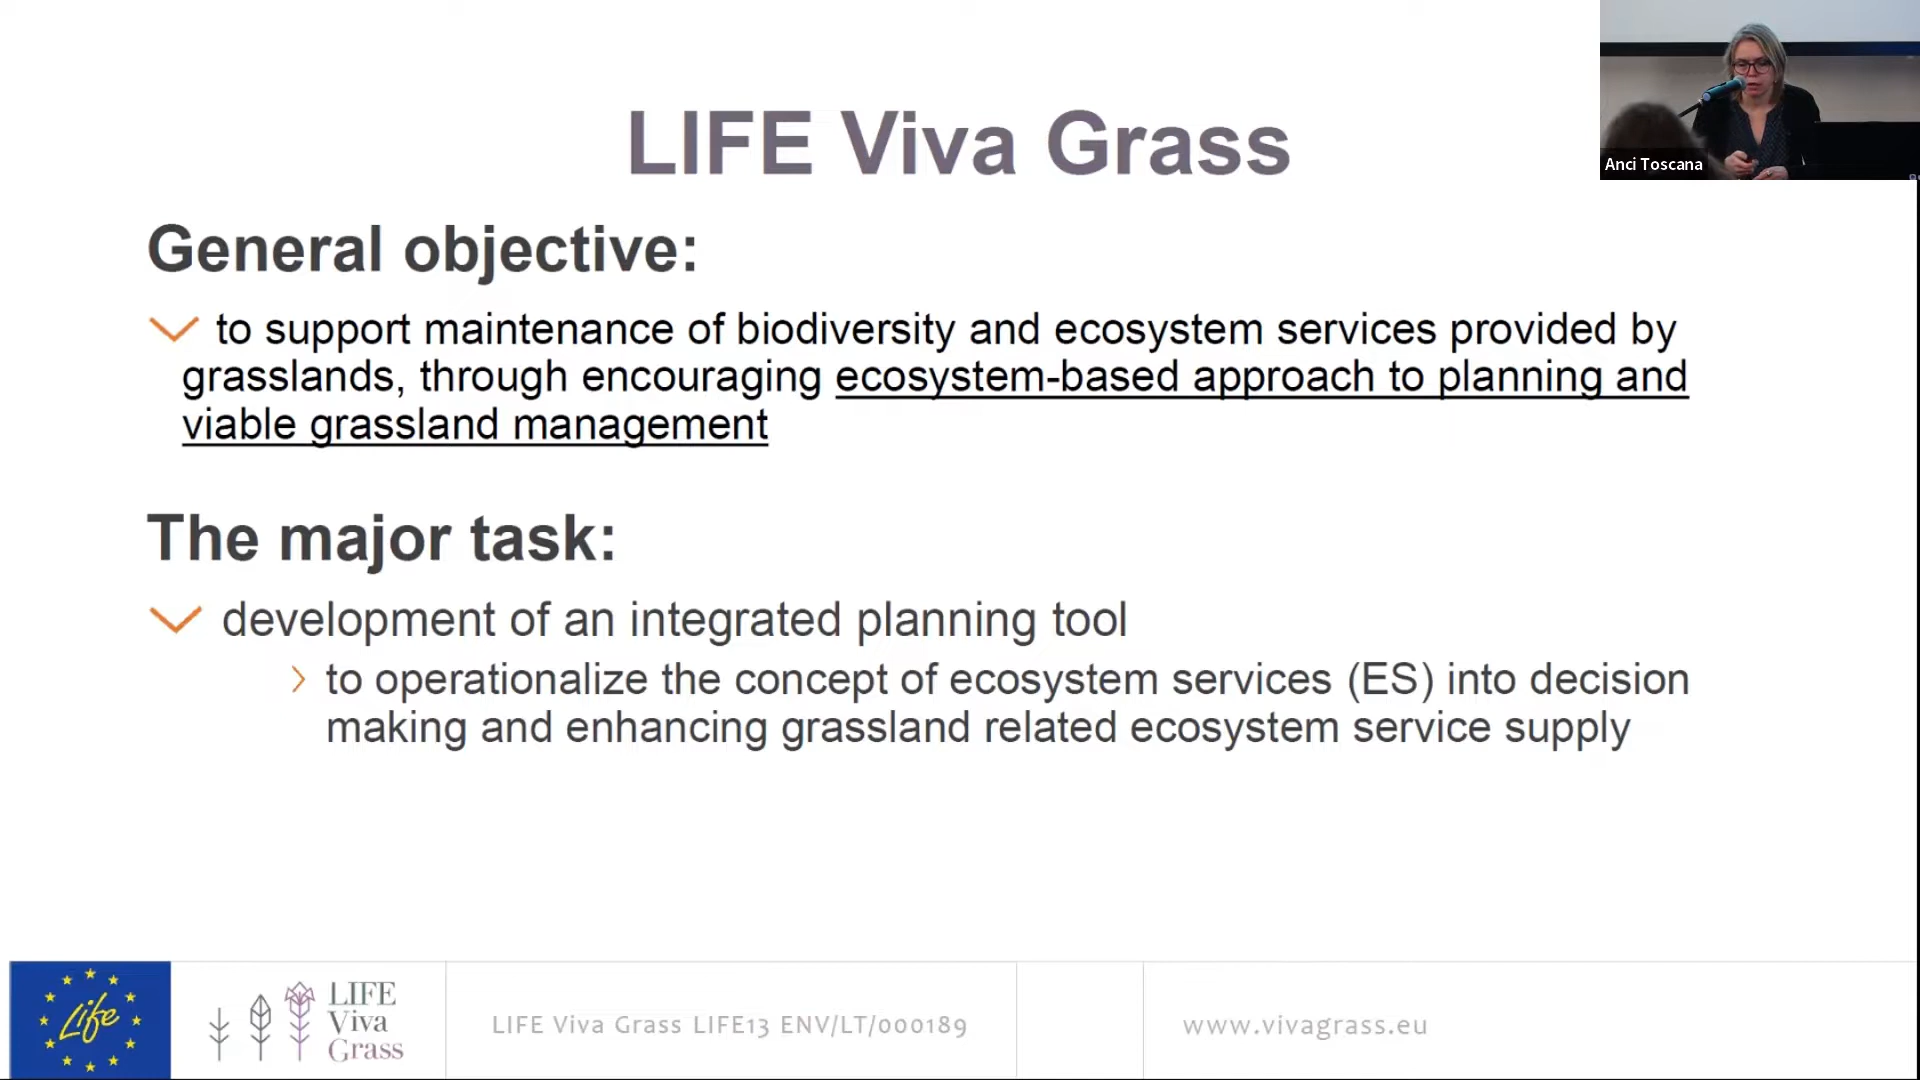 LIFE Viva Grass
Anci Toscana
General objective:
to support maintenance of biodiversity and ecosystem services provided by
grasslands, through encouraging ecosystem-based approach to planning and
viable grassland management
The major task:
development of an integrated planning tool
to operationalize the concept of ecosystem services (ES) into decision
making and enhancing grassland related ecosystem service supply
Life
LIFE
Viva
Grass
LIFE Viva Grass LIFE13 ENV/LT/000189
www.vivagrass.eu